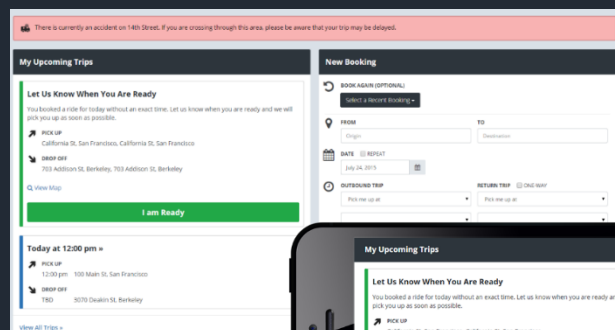 There is currently an accident on 14th Street. If you are crossing through this area, please be aware that your trip may be delayed.
My Upcoming Trips
Let Us Know When You Are Ready
You booked a ride for today without an exact time. Let us know when you are ready and we will
pick you up as soon as possible.
PICK UP
California St, San Francisco, California St, San Francisco
DROP OFF
703 Addison St, Berkeley, 703 Addison St, Berkeley
View Map
I am Ready
Today at 12:00 pm »
PICK UP
12:00 pm 100 Main St, San Francisco
DROP OFF
TBD 5070 Deakin St, Berkeley
View All Trips »
New Booking
BOOK AGAIN (OPTIONAL)
Select a Recent Booking
FROM TO
Origin Destination
DATE REPEAT
July 24, 2015
OUTBOUND TRIP RETURN TRIP ONE WAY
Pick me up at Pick me up at
My Upcoming Trips
Let Us Know When You Are Ready
You booked a ride for today without an exact time. Let us know when you are ready an
pick you up as soon as possible.
PICK UP